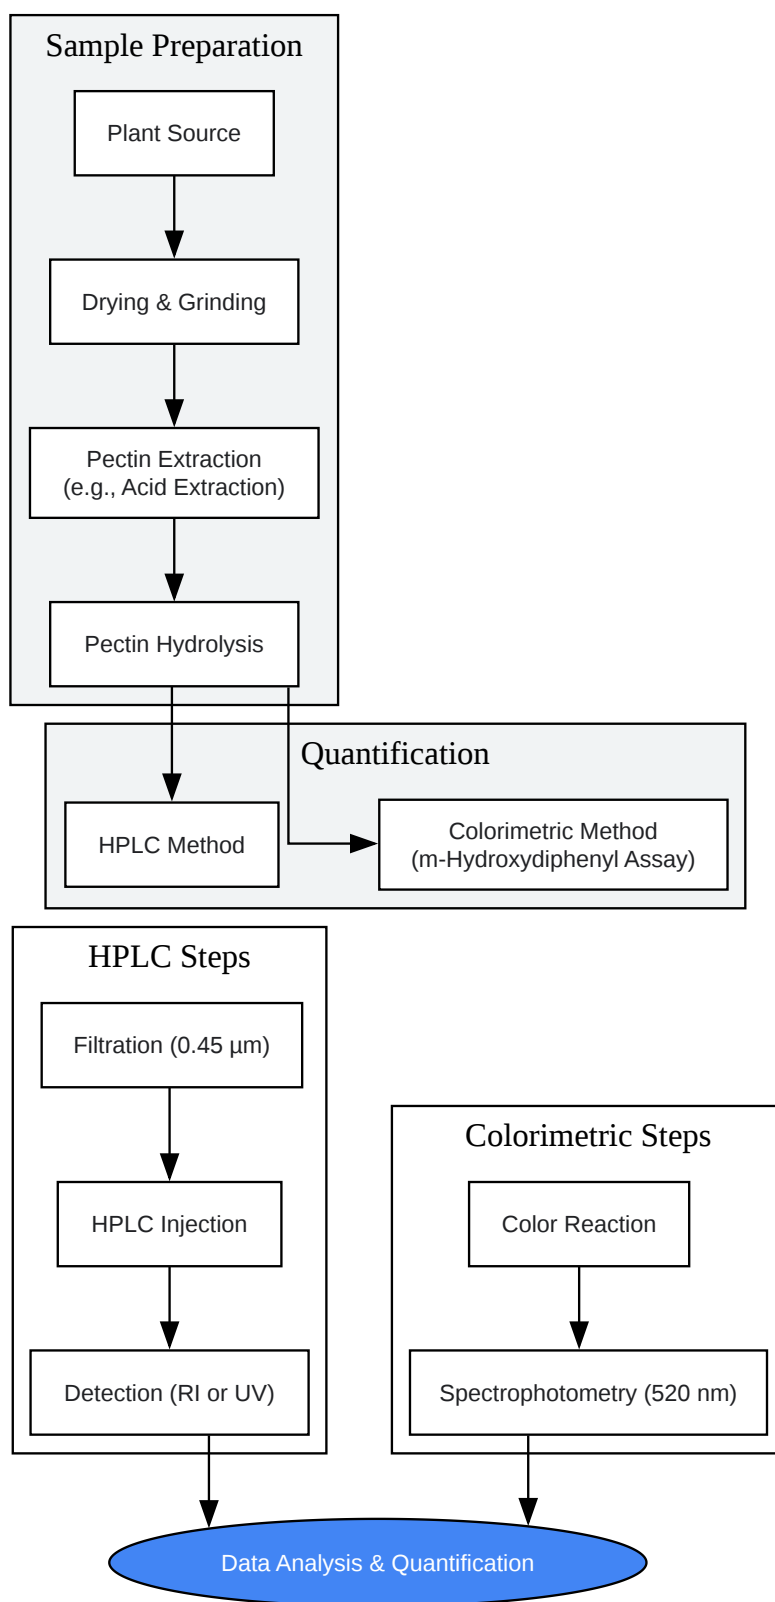 Sample Preparation
Plant Source
Drying & Grinding
Pectin Extraction
(e.g., Acid Extraction)
Pectin Hydrolysis
Quantification
HPLC Method
Colorimetric Method
(m-Hydroxydiphenyl Assay)
HPLC Steps
Filtration (0.45 µm)
HPLC Injection
Detection (RI or UV)
Colorimetric Steps
Color Reaction
Spectrophotometry (520 nm)
Data Analysis & Quantification